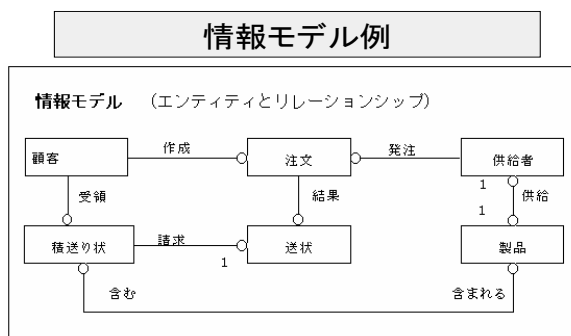 情報モデル例
情報モデル （エンティティとリレーションシップ）
顧客
作成
注文
発注
供給者
受領
結果
1
供給
1
積送り状
請求
1
送状
製品
含む
含まれる